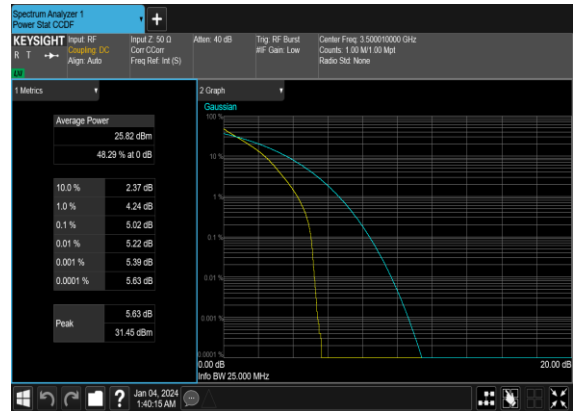 Spectrum Analyzer 1
Power Stat CCDF
KEYSIGHT
R T
LW
Input: RF
Coupling: DC
Align: Auto
Input Z: 50 Ω
Corr CCorr
Freq Ref: Int (S)
Atten: 40 dB
Trig: RF Burst
#IF Gain: Low
Center Freq: 3.500010000 GHz
Counts: 1.00 M/1.00 Mpt
Radio Std: None
1 Metrics
Average Power
25.82 dBm
48.29 % at 0 dB
10.0 % 2.37 dB
1.0 % 4.24 dB
0.1 % 5.02 dB
0.01 % 5.22 dB
0.001 % 5.39 dB
0.0001 % 5.63 dB
Peak
5.63 dB
31.45 dBm
2 Graph
Gaussian
100 %
10 %
1 %
0.1 %
0.01 %
0.001 %
0.0001 %
0.00 dB
20.00 dB
Info BW 25.000 MHz
?
Jan 04, 2024
1:40:15 AM